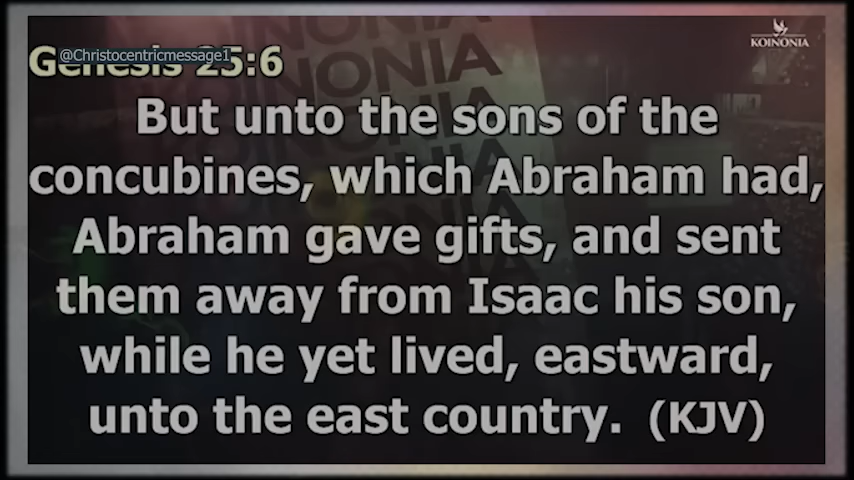 KOINONIA
@Christocentricmessage1
Genesis 25:6
NONIA
But unto the sons of the
concubines, which Abraham had,
Abraham gave gifts, and sent
them away from Isaac his son,
while he yet lived, eastward,
unto the east country. (KJV)